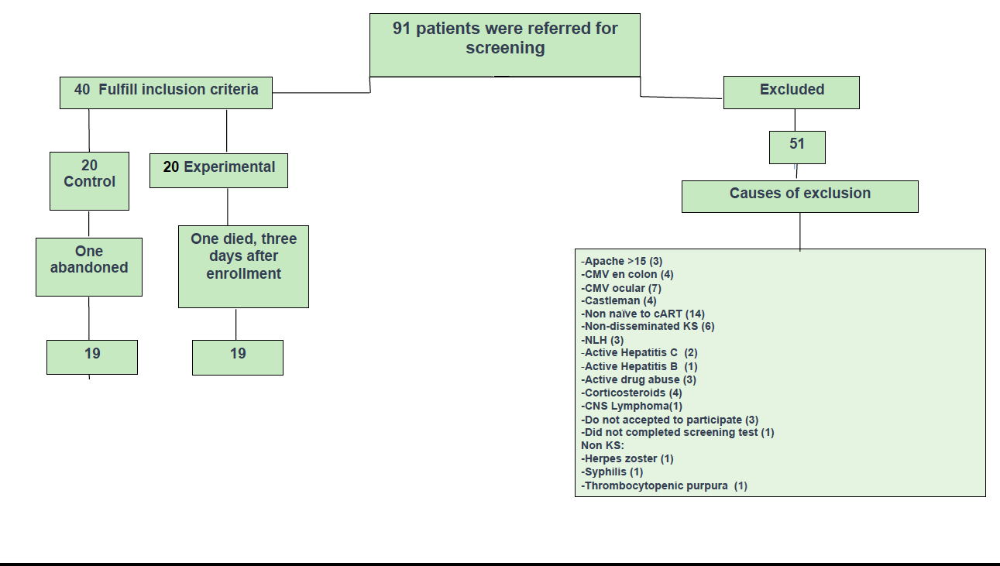 91 patients were referred for
screening
40 Fulfill inclusion criteria
Excluded
20
Control
20 Experimental
51
Causes of exclusion
One
abandoned
One died, three
days after
enrollment
19
19
-Apache >15 (3)
-CMV en colon (4)
-CMV ocular (7)
-Castleman (4)
-Non naïve to cART (14)
-Non-disseminated KS (6)
-NLH (3)
-Active Hepatitis C (2)
-Active Hepatitis B (1)
-Active drug abuse (3)
-Corticosteroids (4)
-CNS Lymphoma(1)
-Do not accepted to participate (3)
-Did not completed screening test (1)
Non KS:
-Herpes zoster (1)
-Syphilis (1)
-Thrombocytopenic purpura (1)